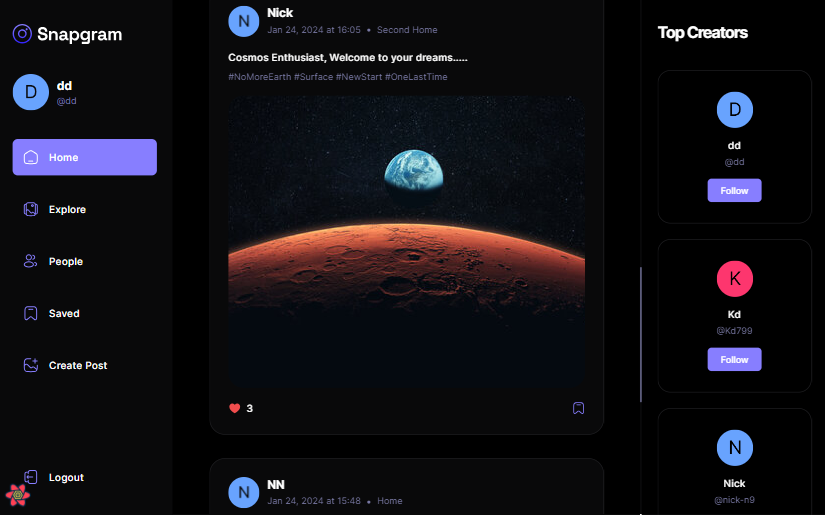 Snapgram
D
dd
@dd
Home
Explore
People
Saved
Create Post
Logout
N
Nick
Jan 24, 2024 at 16:05 • Second Home
Cosmos Enthusiast, Welcome to your dreams.....
#NoMoreEarth #Surface #NewStart #OneLastTime
3
N
NN
Jan 24, 2024 at 15:48 • Home
Top Creators
D
dd
@dd
Follow
K
Kd
@Kd799
Follow
N
Nick
@nick-n9